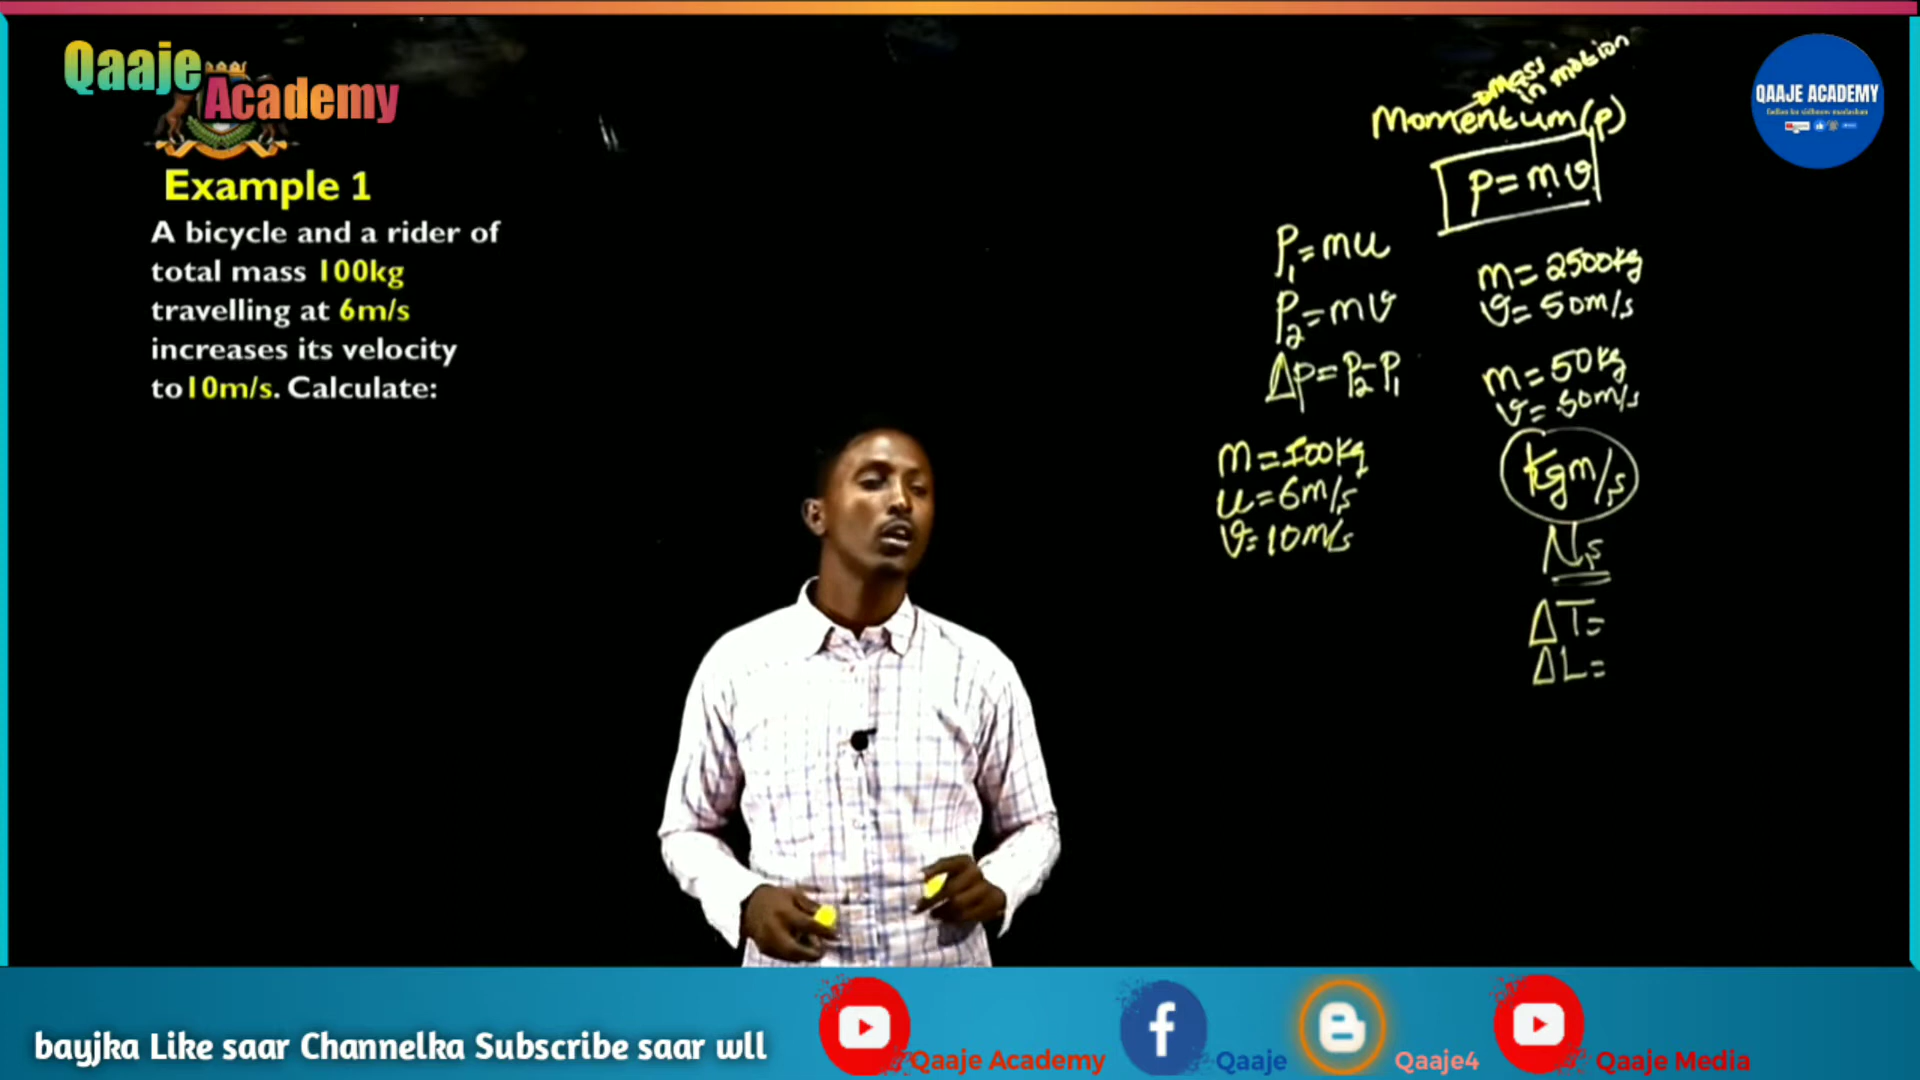 Qaaje
Academy
Example 1
A bicycle and a rider of
total mass 100kg
travelling at 6m/s
increases its velocity
to10m/s. Calculate:
mass
in motion
Momentum(p)
P=mv
P₁=mu
P₂=mv
Δp=P₂-P₁
m=100kg
u=6m/s
v=10m/s
m=2500kg
v=50m/s
m=50kg
v=50m/s
kgm/s
Ns
ΔT=
ΔL=
QAAJE ACADEMY
bayjka Like saar Channelka Subscribe saar wll
Qaaje Academy
Qaaje
Qaaje4
Qaaje Media